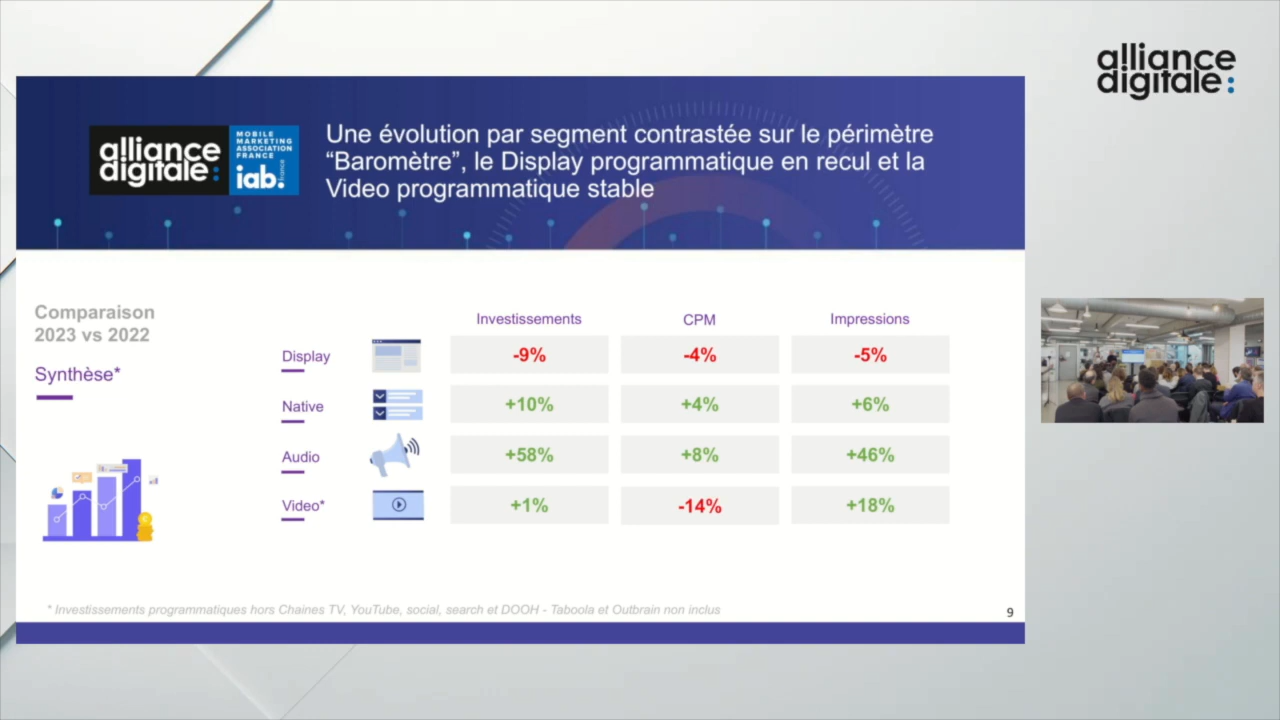 alliance
digitale:
alliance
digitale:
MOBILE
MARKETING
ASSOCIATION
FRANCE
iab.
france
Une évolution par segment contrastée sur le périmètre
“Baromètre”, le Display programmatique en recul et la
Video programmatique stable
Comparaison
2023 vs 2022
Synthèse*
Investissements CPM Impressions
Display -9% -4% -5%
Native +10% +4% +6%
Audio +58% +8% +46%
Video* +1% -14% +18%
* Investissements programmatiques hors Chaines TV, YouTube, social, search et DOOH - Taboola et Outbrain non inclus
9